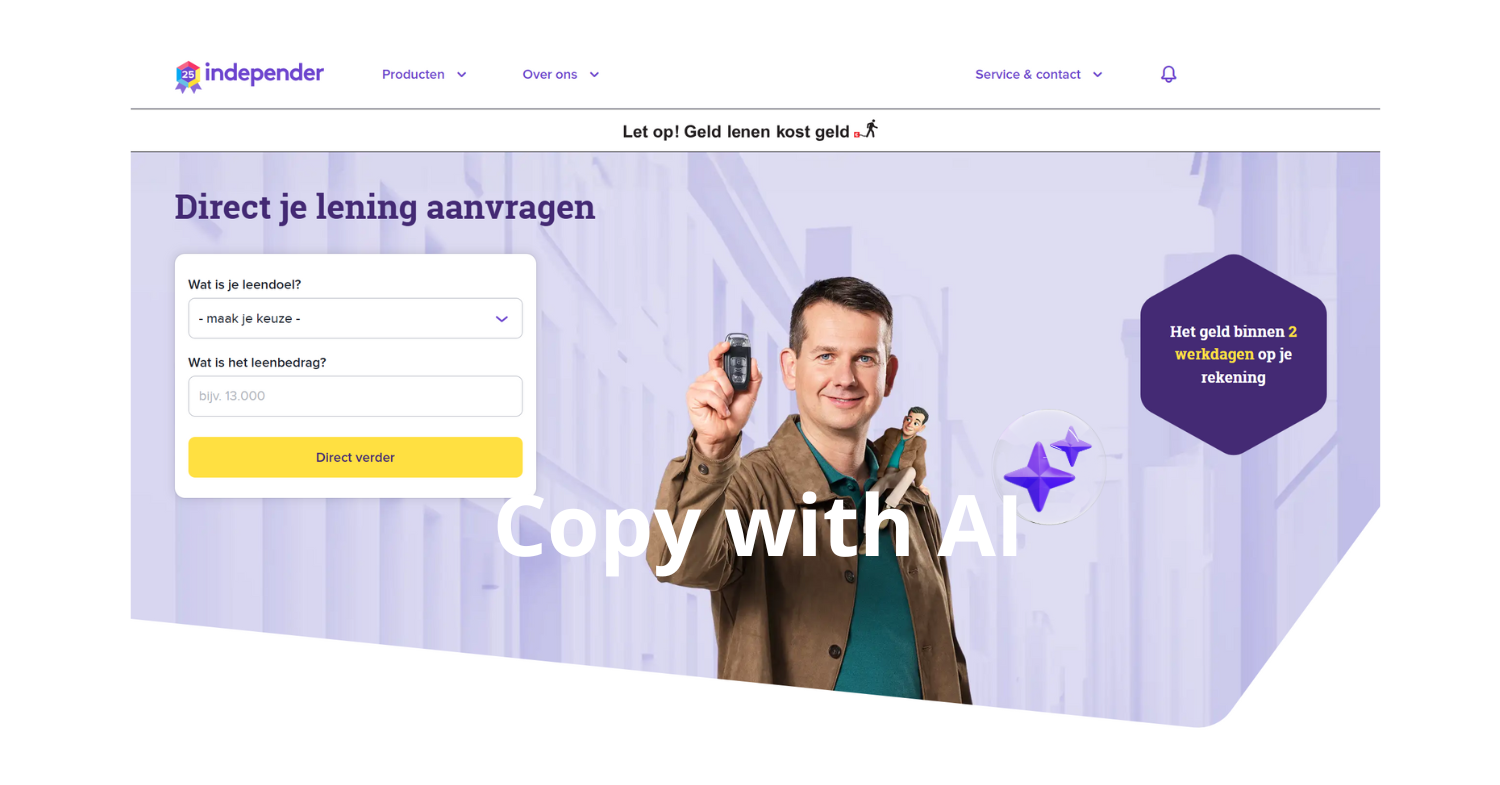 25 independer
Producten
Over ons
Service & contact
Let op! Geld lenen kost geld
Direct je lening aanvragen
Wat is je leendoel?
- maak je keuze -
Wat is het leenbedrag?
bijv. 13.000
Direct verder
Het geld binnen 2
werkdagen op je
rekening
Copy with AI